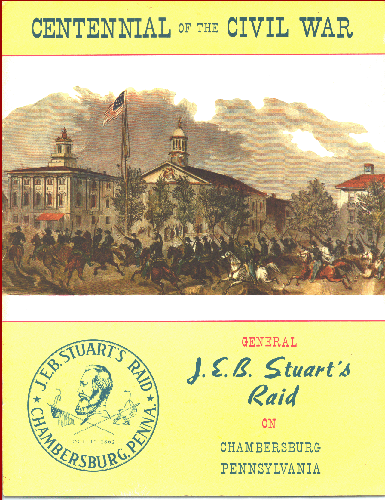 CENTENNIAL OF THE CIVIL WAR
J.E.B. STUART'S RAID
CHAMBERSBURG, PENNA.
GENERAL
J.E.B. Stuart's
Raid
ON
CHAMBERSBURG
PENNSYLVANIA